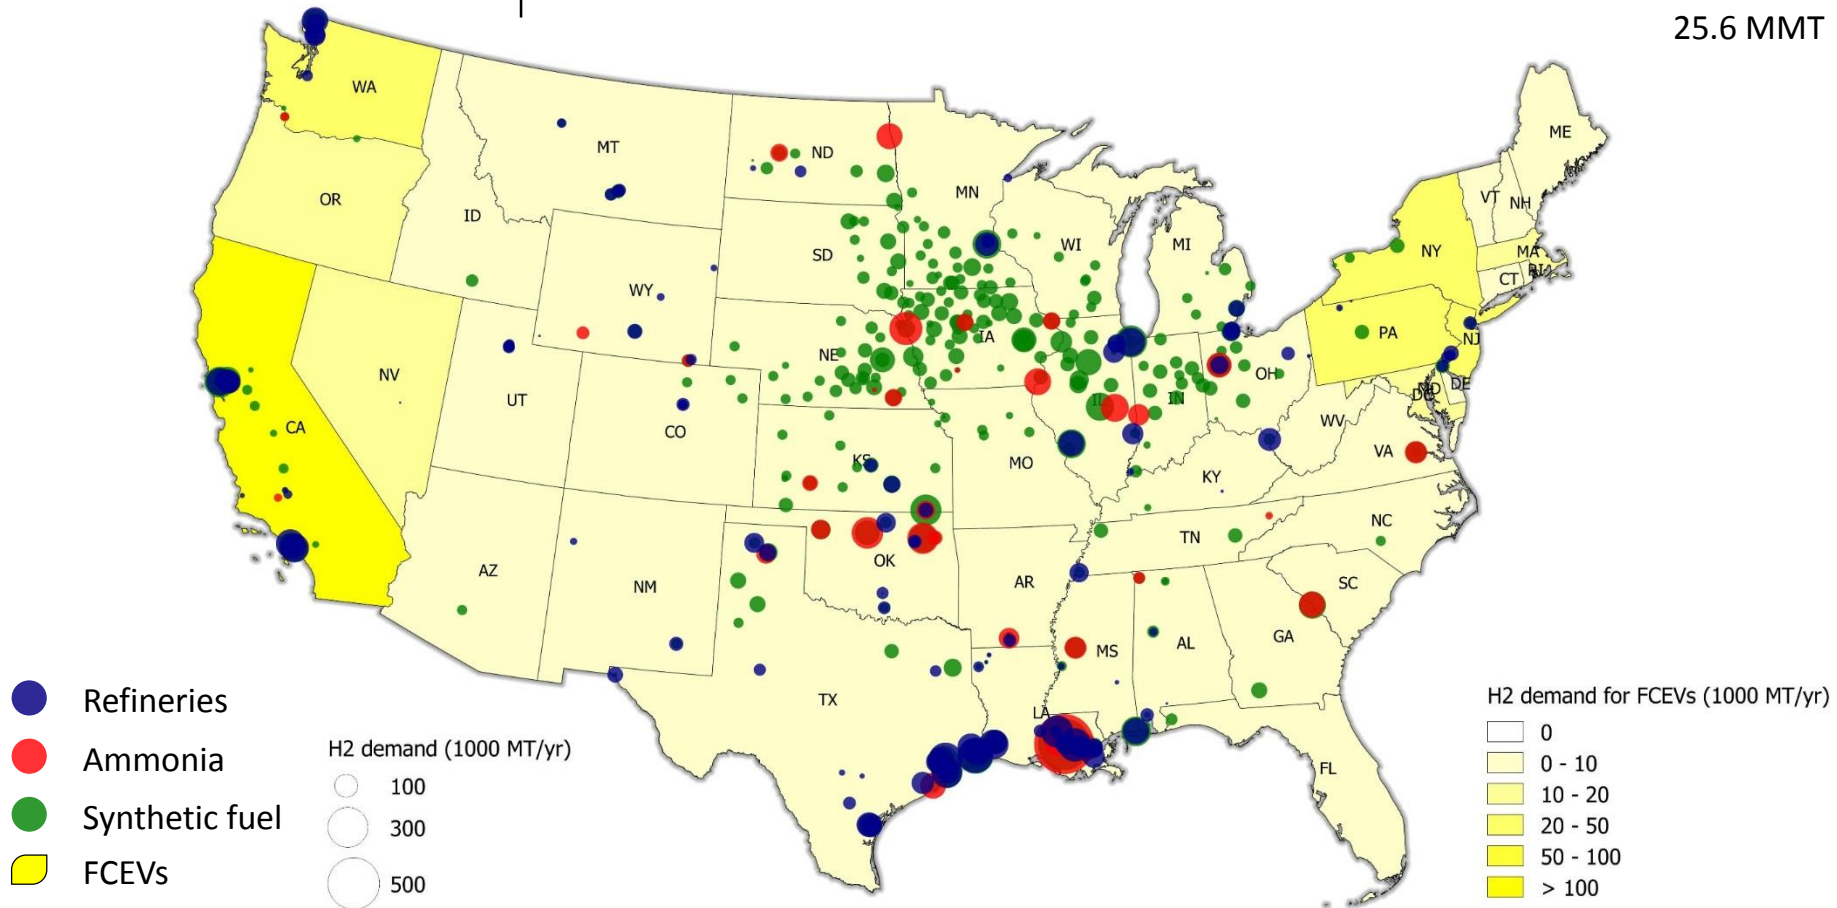 25.6 MMT
WA
ME
MT
ND
MN
VT
NH
OR
ID
WI
MI
NY
MA
RI
SD
CT
WY
IA
PA
NJ
NE
OH
NV
UT
IL
IN
MD
DE
DC
CA
CO
WV
VA
KS
MO
KY
NC
TN
OK
AZ
NM
AR
SC
GA
MS
AL
TX
LA
FL
Refineries
Ammonia
Synthetic fuel
FCEVs
H2 demand (1000 MT/yr)
100
300
500
H2 demand for FCEVs (1000 MT/yr)
0
0 - 10
10 - 20
20 - 50
50 - 100
> 100